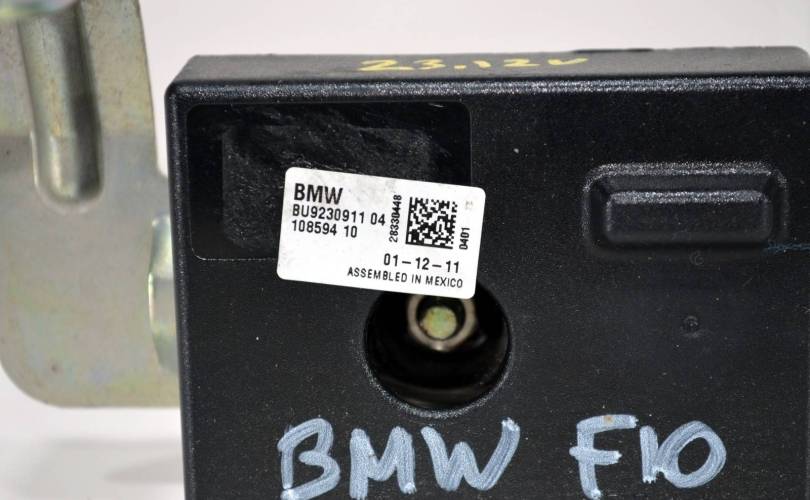 23.12v
BMW
BU9230911 04
108594 10
28330448
0401
01-12-11
ASSEMBLED IN MEXICO
BMW F10